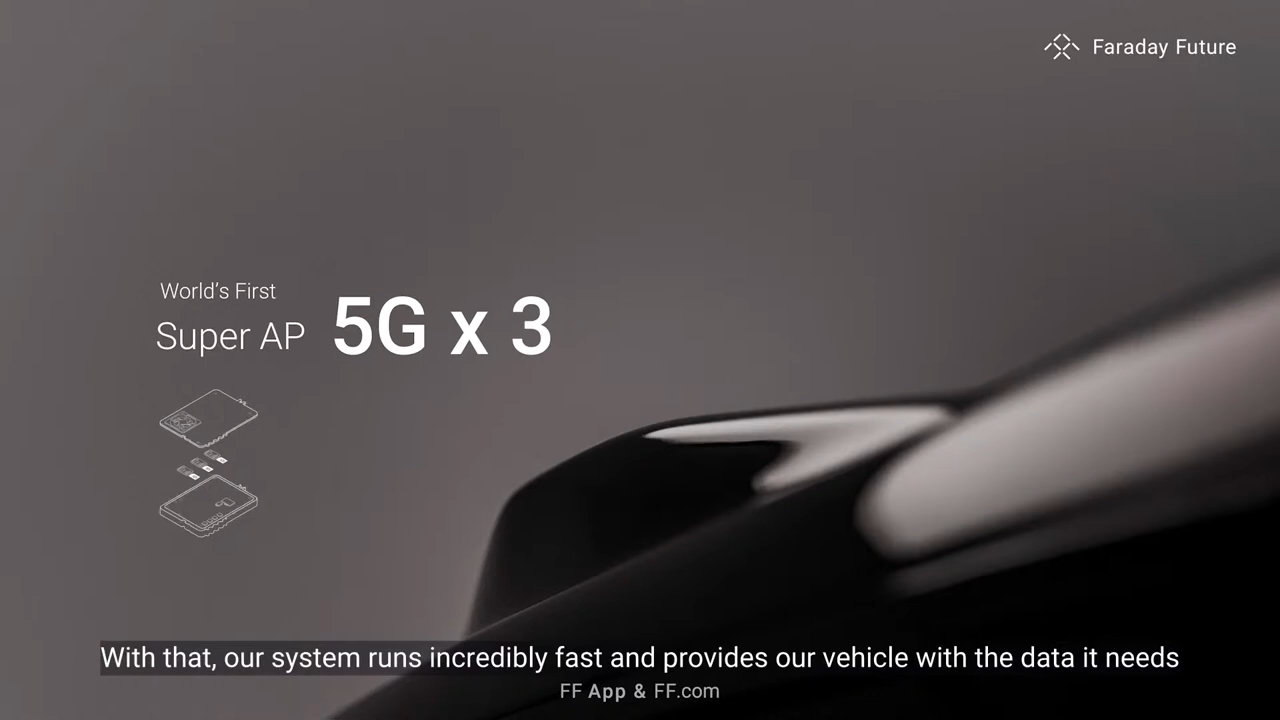 Faraday Future
World's First
Super AP 5G x 3
With that, our system runs incredibly fast and provides our vehicle with the data it needs
FF App & FF.com